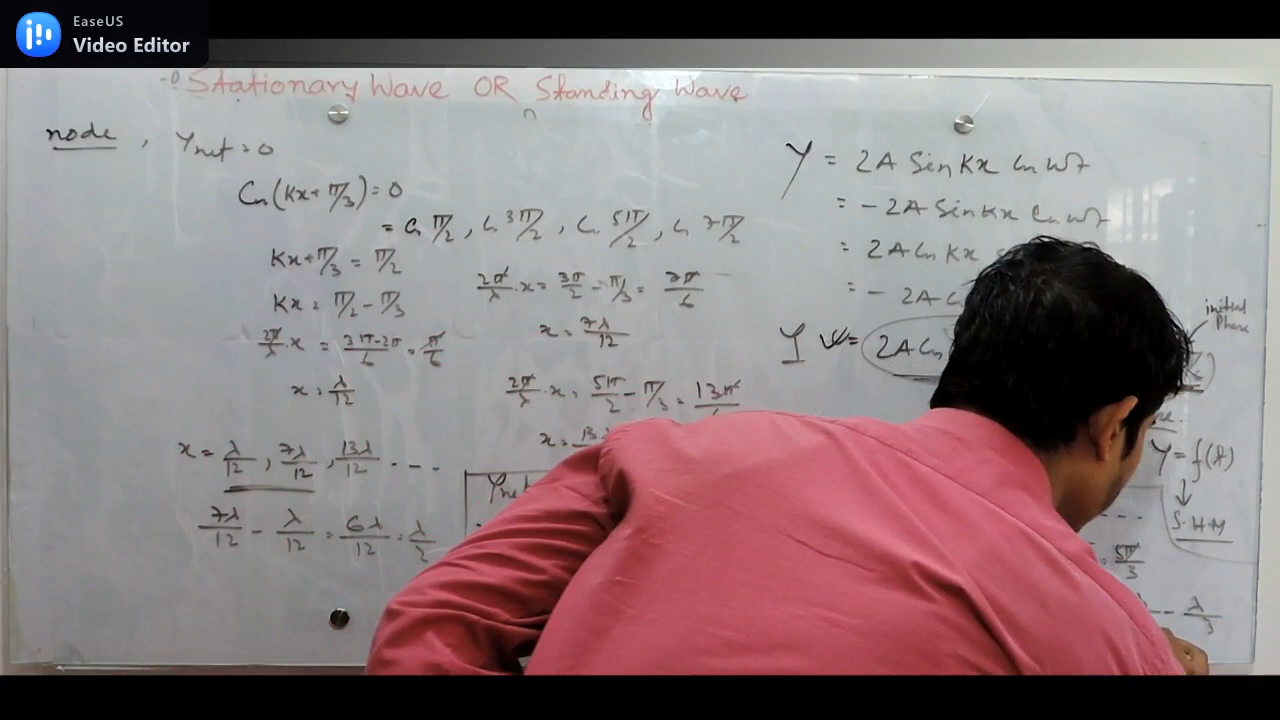 EaseUS
Video Editor
Stationary Wave OR Standing Wave
node, Ynet = 0
Cos(Kx+π/3) = 0
= Cos π/2, Cos 3π/2, Cos 5π/2, Cos 7π/2
Kx+π/3 = π/2
Kx = π/2 - π/3
2π/λ · x = 3π-2π/6 = π/6
x = λ/12
2π/λ · x = 3π/2 - π/3 = 7π/6
x = 7λ/12
2π/λ · x = 5π/2 - π/3 = 13π/6
x = λ/12, 7λ/12, 13λ/12 - - -
7λ/12 - λ/12 = 6λ/12 = λ/2
Ynet
Y = 2A Sin Kx Cos ωt
= -2A Sin Kx Cos ωt
= 2A Cos Kx
= -2A
Y = 2A Cos
initial
Phase
Y = f(t)
S.H.M
= 5π/3
λ/3